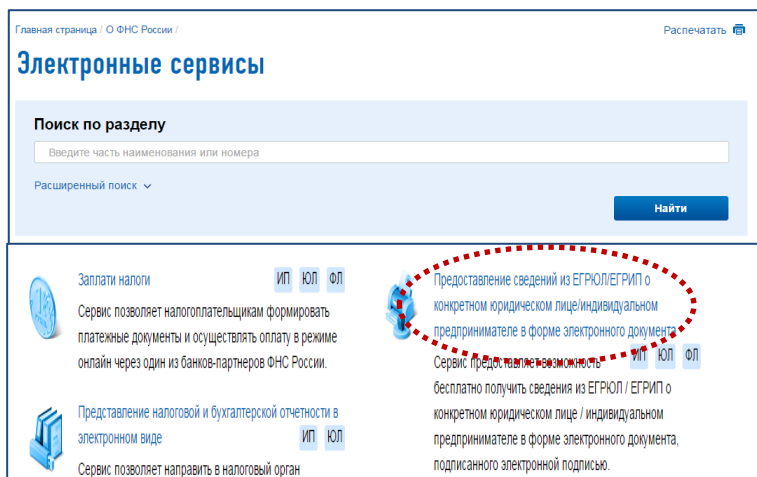 Главная страница / О ФНС России /
Распечатать
Электронные сервисы
Поиск по разделу
Введите часть наименования или номера
Расширенный поиск
Найти
Заплати налоги ИП ЮЛ ФЛ
Сервис позволяет налогоплательщикам формировать
платежные документы и осуществлять оплату в режиме
онлайн через один из банков-партнеров ФНС России.
Представление налоговой и бухгалтерской отчетности в
электронном виде ИП ЮЛ
Сервис позволяет направить в налоговый орган
Предоставление сведений из ЕГРЮЛ/ЕГРИП о
конкретном юридическом лице/индивидуальном
предпринимателе в форме электронного документа
ИП ЮЛ ФЛ
Сервис предоставляет возможность
бесплатно получить сведения из ЕГРЮЛ / ЕГРИП о
конкретном юридическом лице / индивидуальном
предпринимателе в форме электронного документа,
подписанного электронной подписью.